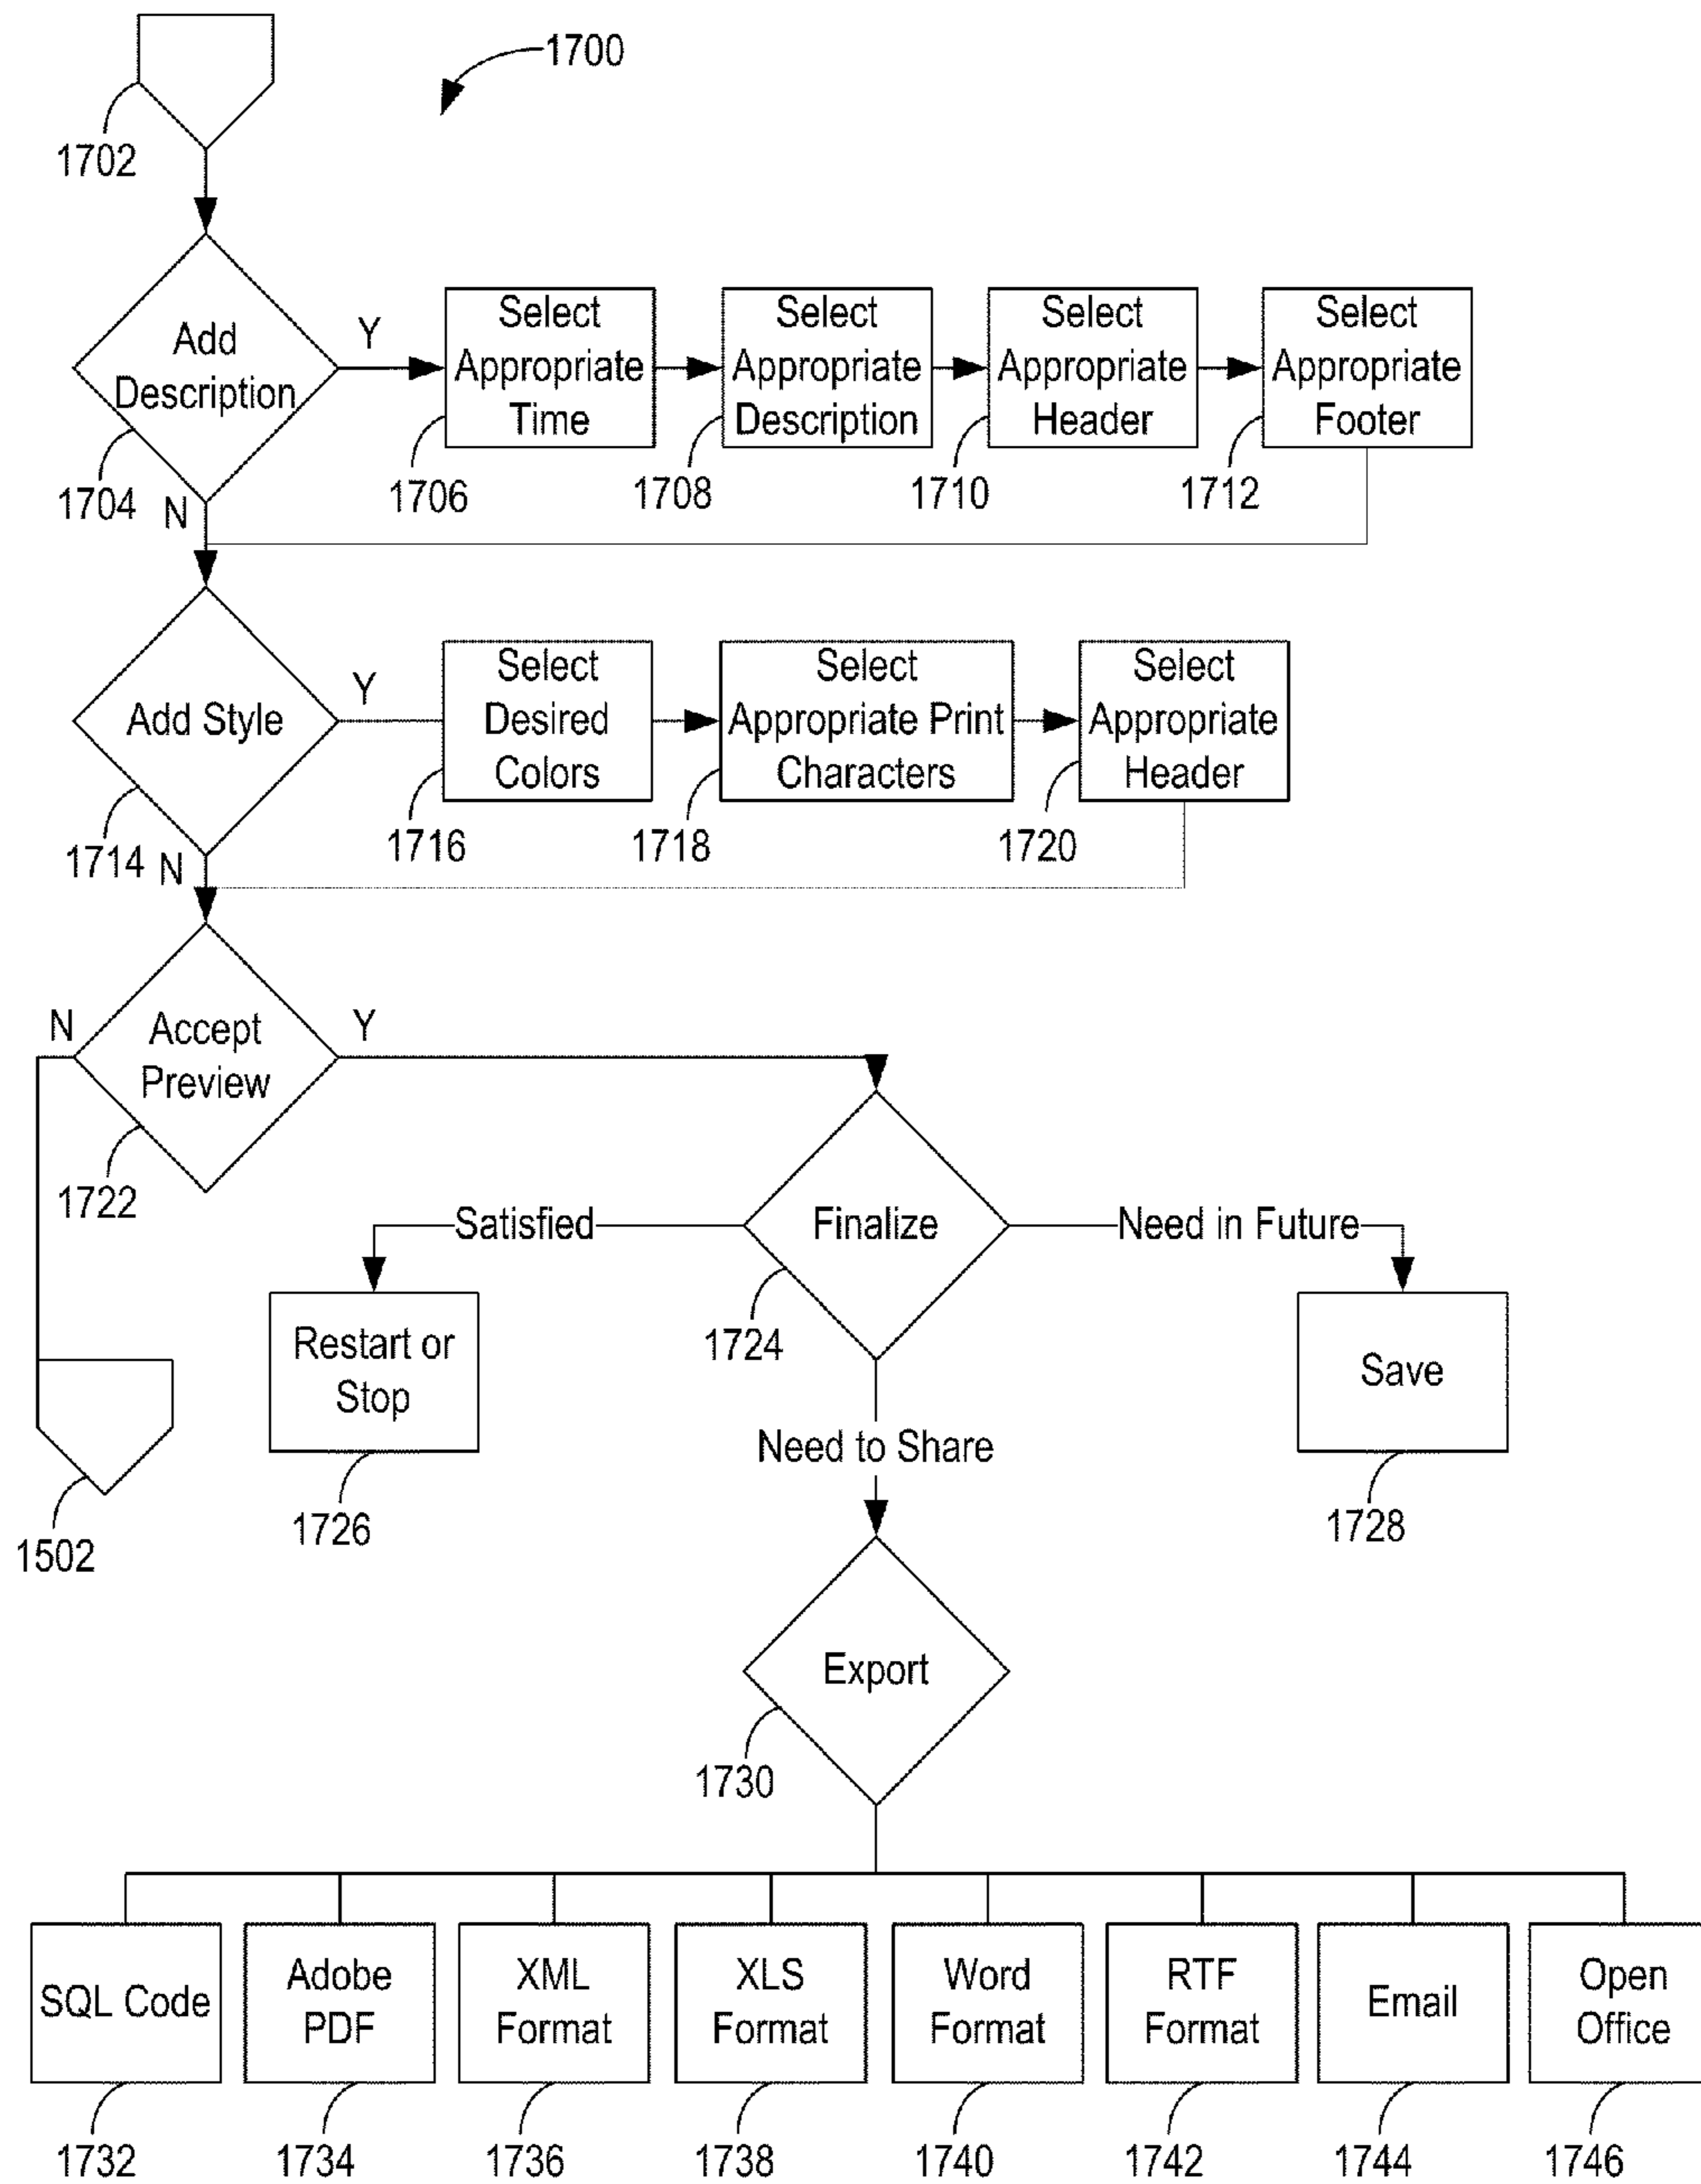 1700
1702
Add
Description
Y
Select
Appropriate
Time
Select
Appropriate
Description
Select
Appropriate
Header
Select
Appropriate
Footer
1704
N
1706
1708
1710
1712
Add Style
Y
Select
Desired
Colors
Select
Appropriate Print
Characters
Select
Appropriate
Header
1714
N
1716
1718
1720
N
Accept
Preview
Y
1722
Satisfied
Finalize
Need in Future
1724
Restart or
Stop
Save
Need to Share
1502
1726
1728
Export
1730
SQL Code
Adobe
PDF
XML
Format
XLS
Format
Word
Format
RTF
Format
Email
Open
Office
1732
1734
1736
1738
1740
1742
1744
1746